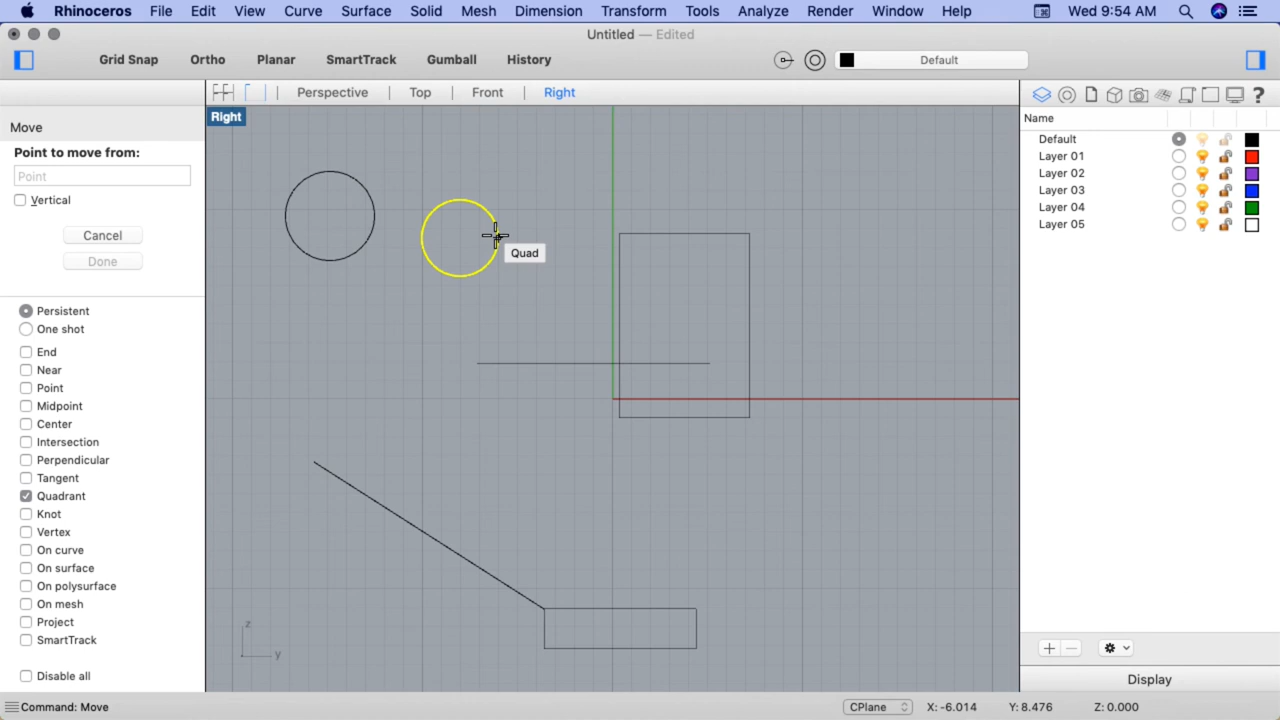 Rhinoceros File Edit View Curve Surface Solid Mesh Dimension Transform Tools Analyze Render Window Help Wed 9:54 AM
Untitled — Edited
Grid Snap Ortho Planar SmartTrack Gumball History Default
Perspective | Top | Front | Right
Right
Move
Point to move from:
Point
Vertical
Cancel
Done
Persistent
One shot
End
Near
Point
Midpoint
Center
Intersection
Perpendicular
Tangent
Quadrant
Knot
Vertex
On curve
On surface
On polysurface
On mesh
Project
SmartTrack
Disable all
Quad
z
y
Name
Default
Layer 01
Layer 02
Layer 03
Layer 04
Layer 05
Display
Command: Move CPlane X: -6.014 Y: 8.476 Z: 0.000